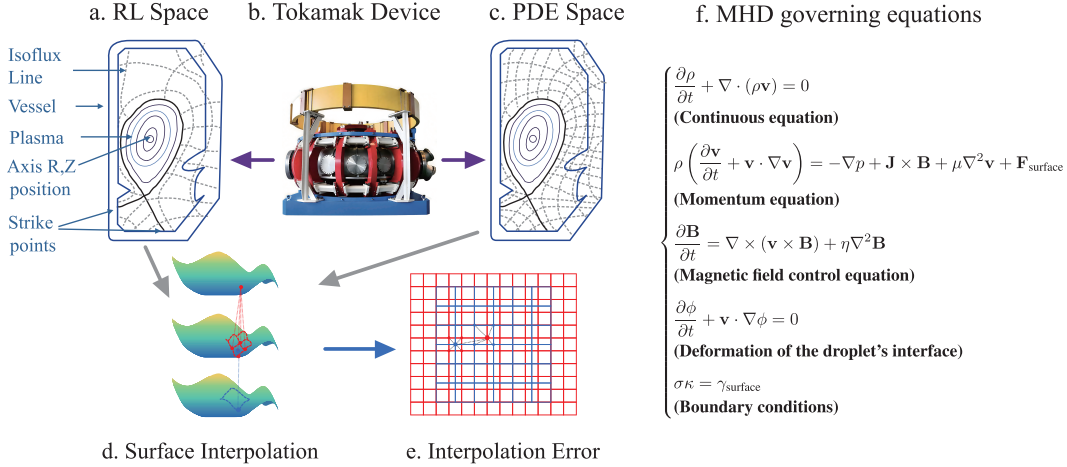 a. RL Space
b. Tokamak Device
c. PDE Space
f. MHD governing equations
Isoflux
Line
Vessel
Plasma
Axis R,Z
position
Strike
points
∂ρ/∂t + ∇ · (ρv) = 0
(Continuous equation)
ρ(∂v/∂t + v · ∇v) = −∇p + J × B + μ∇²v + F_surface
(Momentum equation)
∂B/∂t = ∇ × (v × B) + η∇²B
(Magnetic field control equation)
∂ϕ/∂t + v · ∇ϕ = 0
(Deformation of the droplet's interface)
σκ = γ_surface
(Boundary conditions)
d. Surface Interpolation
e. Interpolation Error